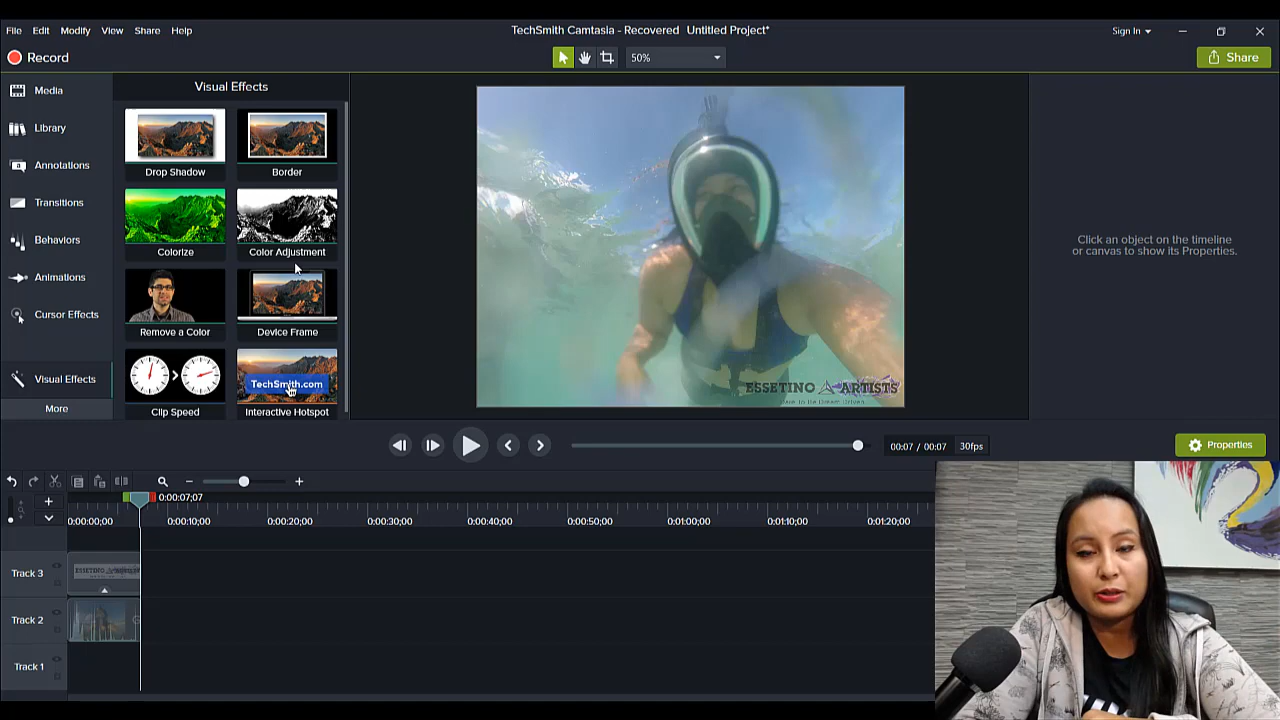 TechSmith Camtasia - Recovered Untitled Project*
File Edit Modify View Share Help
Sign In
Record
50%
Share
Media
Library
Annotations
Transitions
Behaviors
Animations
Cursor Effects
Visual Effects
More
Visual Effects
Drop Shadow
Border
Colorize
Color Adjustment
Remove a Color
Device Frame
Clip Speed
TechSmith.com
Interactive Hotspot
ESSETINO ARTISTS
Click an object on the timeline
or canvas to show its Properties.
00:07 / 00:07
30fps
Properties
0:00:07;07
0:00:00;00 0:00:10;00 0:00:20;00 0:00:30;00 0:00:40;00 0:00:50;00 0:01:00;00 0:01:10;00 0:01:20;00
Track 3
Track 2
Track 1